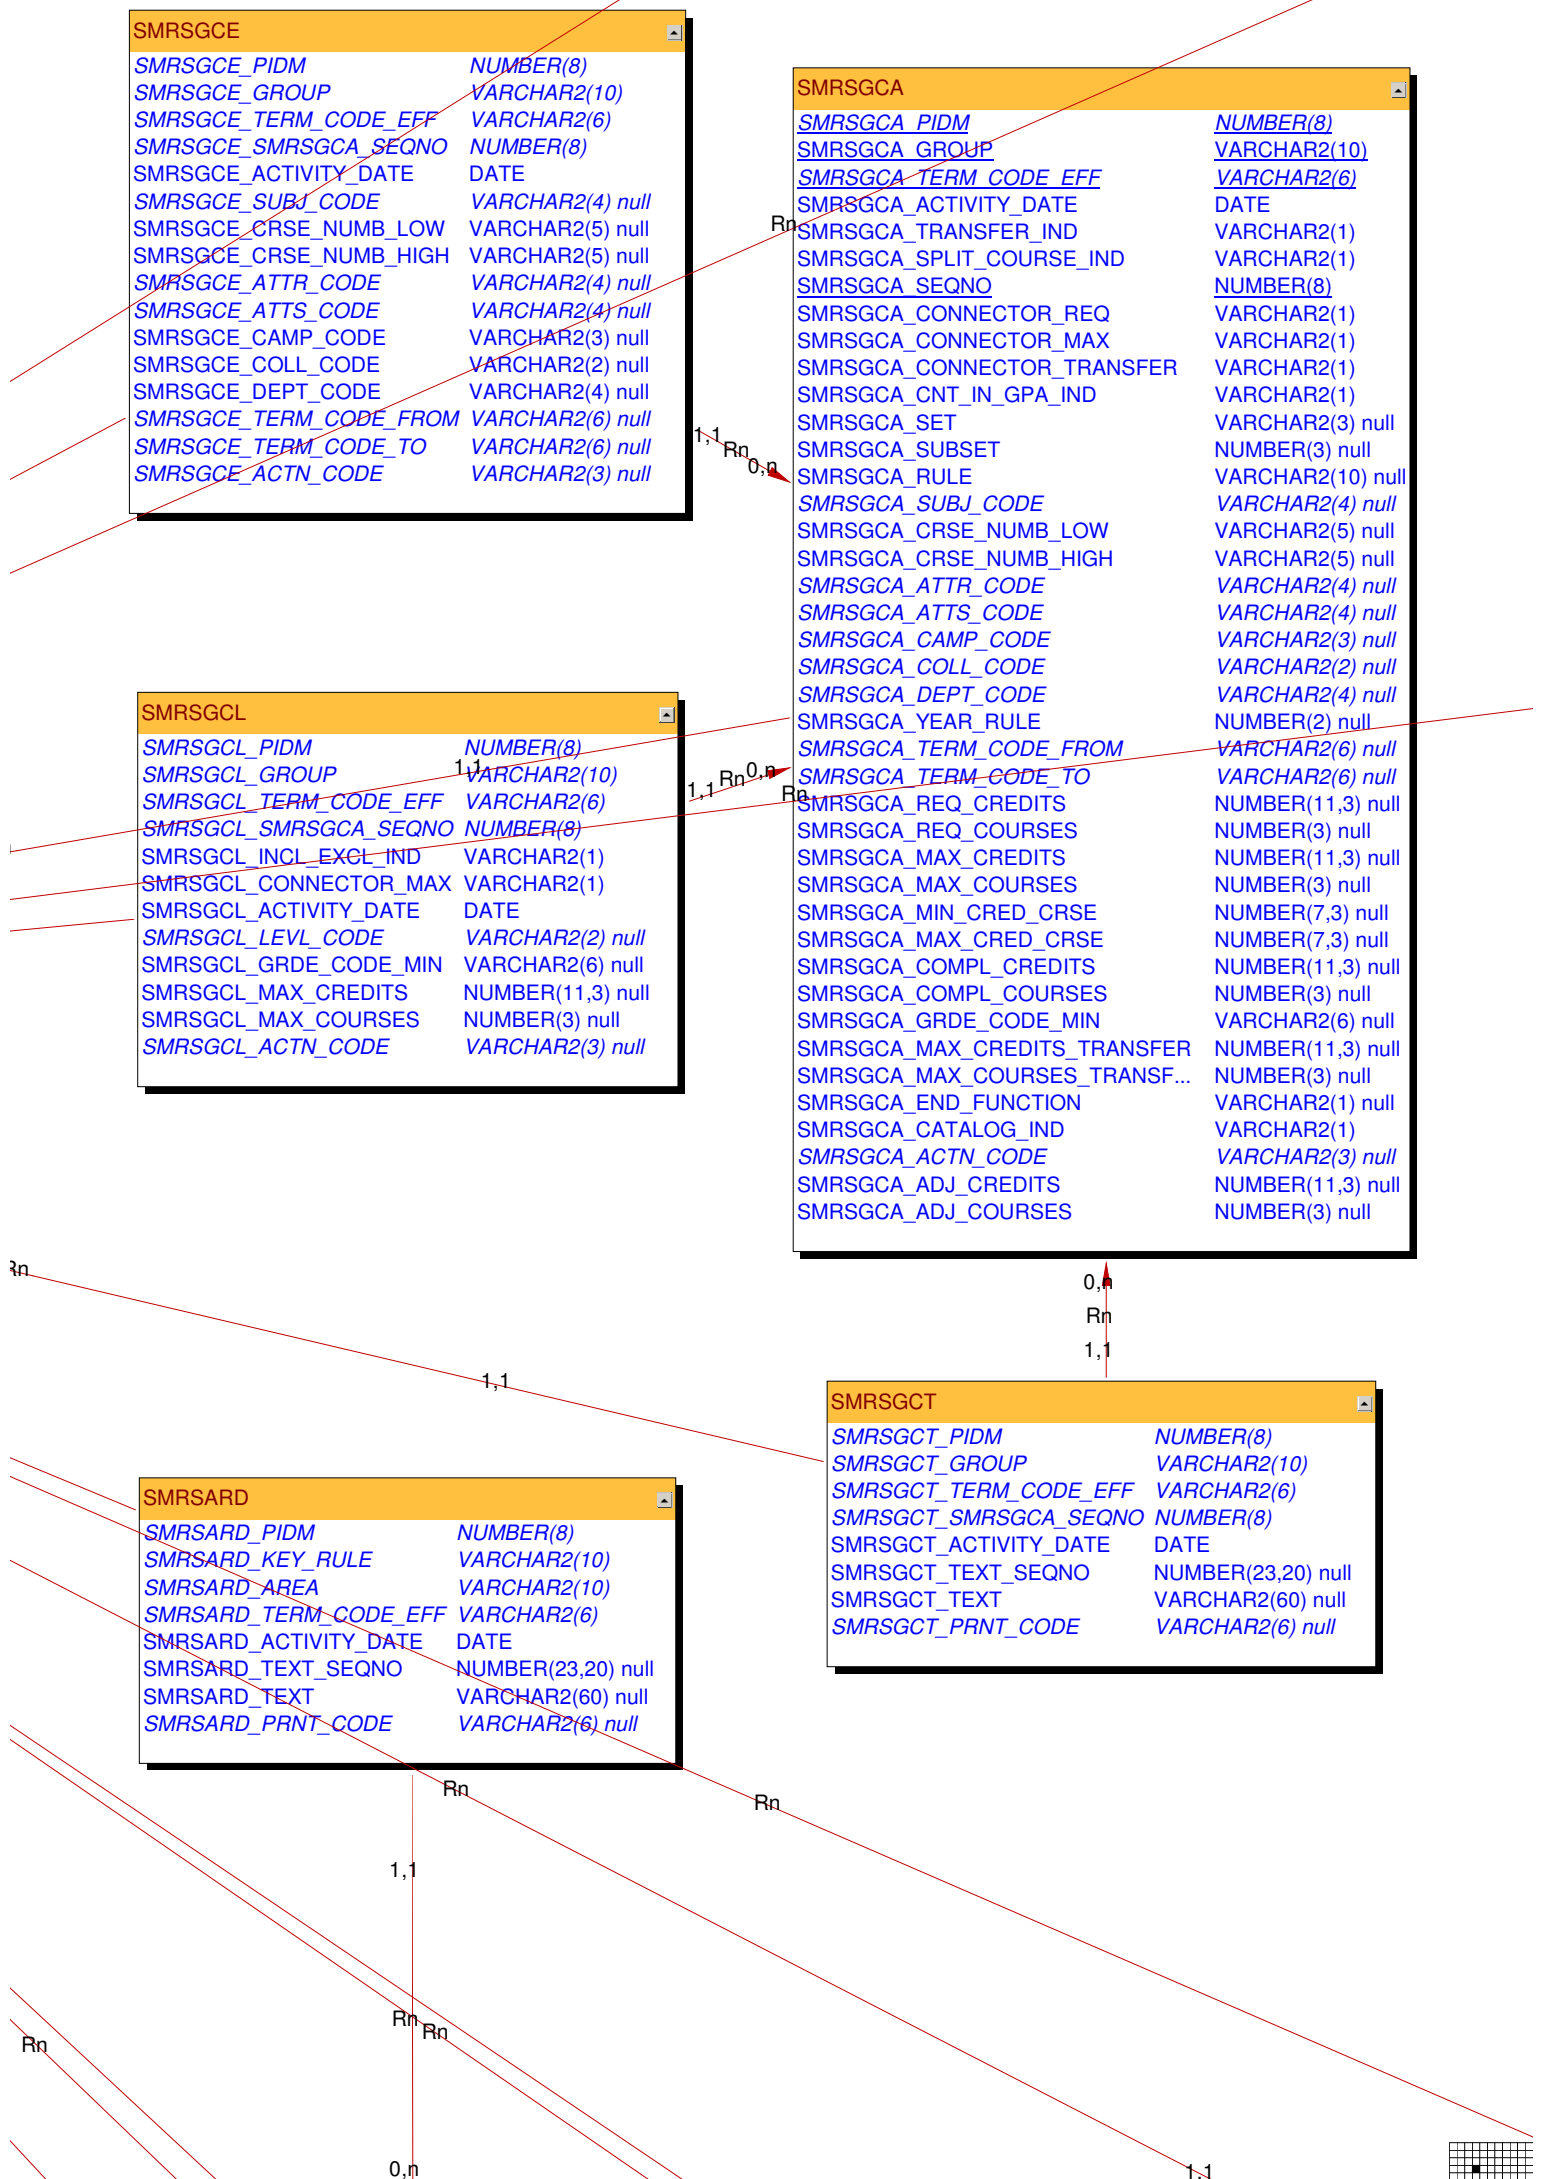 SMRSGCE
SMRSGCE_PIDM NUMBER(8)
SMRSGCE_GROUP VARCHAR2(10)
SMRSGCE_TERM_CODE_EFF VARCHAR2(6)
SMRSGCE_SMRSGCA_SEQNO NUMBER(8)
SMRSGCE_ACTIVITY_DATE DATE
SMRSGCE_SUBJ_CODE VARCHAR2(4) null
SMRSGCE_CRSE_NUMB_LOW VARCHAR2(5) null
SMRSGCE_CRSE_NUMB_HIGH VARCHAR2(5) null
SMRSGCE_ATTR_CODE VARCHAR2(4) null
SMRSGCE_ATTS_CODE VARCHAR2(4) null
SMRSGCE_CAMP_CODE VARCHAR2(3) null
SMRSGCE_COLL_CODE VARCHAR2(2) null
SMRSGCE_DEPT_CODE VARCHAR2(4) null
SMRSGCE_TERM_CODE_FROM VARCHAR2(6) null
SMRSGCE_TERM_CODE_TO VARCHAR2(6) null
SMRSGCE_ACTN_CODE VARCHAR2(3) null
1,1
Rn
0,n
Rn
SMRSGCA
SMRSGCA_PIDM NUMBER(8)
SMRSGCA_GROUP VARCHAR2(10)
SMRSGCA_TERM_CODE_EFF VARCHAR2(6)
SMRSGCA_ACTIVITY_DATE DATE
SMRSGCA_TRANSFER_IND VARCHAR2(1)
SMRSGCA_SPLIT_COURSE_IND VARCHAR2(1)
SMRSGCA_SEQNO NUMBER(8)
SMRSGCA_CONNECTOR_REQ VARCHAR2(1)
SMRSGCA_CONNECTOR_MAX VARCHAR2(1)
SMRSGCA_CONNECTOR_TRANSFER VARCHAR2(1)
SMRSGCA_CNT_IN_GPA_IND VARCHAR2(1)
SMRSGCA_SET VARCHAR2(3) null
SMRSGCA_SUBSET NUMBER(3) null
SMRSGCA_RULE VARCHAR2(10) null
SMRSGCA_SUBJ_CODE VARCHAR2(4) null
SMRSGCA_CRSE_NUMB_LOW VARCHAR2(5) null
SMRSGCA_CRSE_NUMB_HIGH VARCHAR2(5) null
SMRSGCA_ATTR_CODE VARCHAR2(4) null
SMRSGCA_ATTS_CODE VARCHAR2(4) null
SMRSGCA_CAMP_CODE VARCHAR2(3) null
SMRSGCA_COLL_CODE VARCHAR2(2) null
SMRSGCA_DEPT_CODE VARCHAR2(4) null
SMRSGCA_YEAR_RULE NUMBER(2) null
SMRSGCA_TERM_CODE_FROM VARCHAR2(6) null
SMRSGCA_TERM_CODE_TO VARCHAR2(6) null
SMRSGCA_REQ_CREDITS NUMBER(11,3) null
SMRSGCA_REQ_COURSES NUMBER(3) null
SMRSGCA_MAX_CREDITS NUMBER(11,3) null
SMRSGCA_MAX_COURSES NUMBER(3) null
SMRSGCA_MIN_CRED_CRSE NUMBER(7,3) null
SMRSGCA_MAX_CRED_CRSE NUMBER(7,3) null
SMRSGCA_COMPL_CREDITS NUMBER(11,3) null
SMRSGCA_COMPL_COURSES NUMBER(3) null
SMRSGCA_GRDE_CODE_MIN VARCHAR2(6) null
SMRSGCA_MAX_CREDITS_TRANSFER NUMBER(11,3) null
SMRSGCA_MAX_COURSES_TRANSF... NUMBER(3) null
SMRSGCA_END_FUNCTION VARCHAR2(1) null
SMRSGCA_CATALOG_IND VARCHAR2(1)
SMRSGCA_ACTN_CODE VARCHAR2(3) null
SMRSGCA_ADJ_CREDITS NUMBER(11,3) null
SMRSGCA_ADJ_COURSES NUMBER(3) null
SMRSGCL
SMRSGCL_PIDM NUMBER(8)
1,1
SMRSGCL_GROUP VARCHAR2(10)
SMRSGCL_TERM_CODE_EFF VARCHAR2(6)
SMRSGCL_SMRSGCA_SEQNO NUMBER(8)
SMRSGCL_INCL_EXCL_IND VARCHAR2(1)
SMRSGCL_CONNECTOR_MAX VARCHAR2(1)
SMRSGCL_ACTIVITY_DATE DATE
SMRSGCL_LEVL_CODE VARCHAR2(2) null
SMRSGCL_GRDE_CODE_MIN VARCHAR2(6) null
SMRSGCL_MAX_CREDITS NUMBER(11,3) null
SMRSGCL_MAX_COURSES NUMBER(3) null
SMRSGCL_ACTN_CODE VARCHAR2(3) null
1,1
Rn
0,n
Rn
Rn
1,1
0,n
Rn
1,1
SMRSGCT
SMRSGCT_PIDM NUMBER(8)
SMRSGCT_GROUP VARCHAR2(10)
SMRSGCT_TERM_CODE_EFF VARCHAR2(6)
SMRSGCT_SMRSGCA_SEQNO NUMBER(8)
SMRSGCT_ACTIVITY_DATE DATE
SMRSGCT_TEXT_SEQNO NUMBER(23,20) null
SMRSGCT_TEXT VARCHAR2(60) null
SMRSGCT_PRNT_CODE VARCHAR2(6) null
SMRSARD
SMRSARD_PIDM NUMBER(8)
SMRSARD_KEY_RULE VARCHAR2(10)
SMRSARD_AREA VARCHAR2(10)
SMRSARD_TERM_CODE_EFF VARCHAR2(6)
SMRSARD_ACTIVITY_DATE DATE
SMRSARD_TEXT_SEQNO NUMBER(23,20) null
SMRSARD_TEXT VARCHAR2(60) null
SMRSARD_PRNT_CODE VARCHAR2(6) null
Rn
Rn
1,1
Rn
Rn
Rn
0,n
1,1